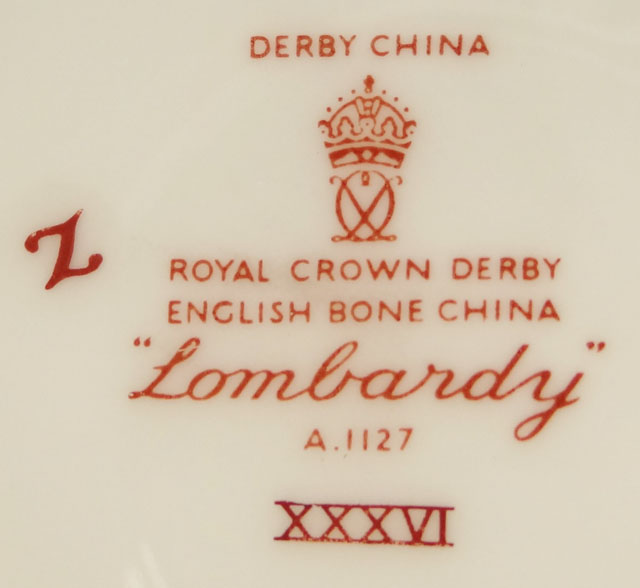 DERBY CHINA
Z
ROYAL CROWN DERBY
ENGLISH BONE CHINA
"Lombardy"
A.1127
XXXVI